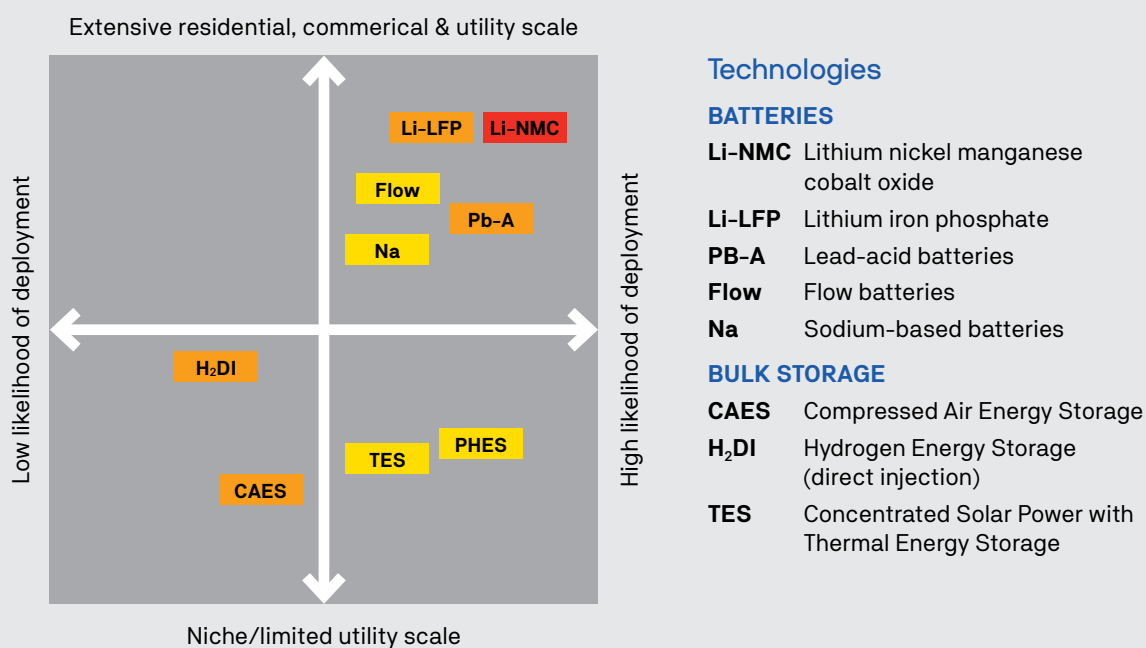 Extensive residential, commerical & utility scale
Low likelihood of deployment
High likelihood of deployment
Li-LFP
Li-NMC
Flow
Pb-A
Na
H₂DI
PHES
TES
CAES
Niche/limited utility scale
Technologies
BATTERIES
Li-NMC Lithium nickel manganese
cobalt oxide
Li-LFP Lithium iron phosphate
PB-A Lead-acid batteries
Flow Flow batteries
Na Sodium-based batteries
BULK STORAGE
CAES Compressed Air Energy Storage
H₂DI Hydrogen Energy Storage
(direct injection)
TES Concentrated Solar Power with
Thermal Energy Storage